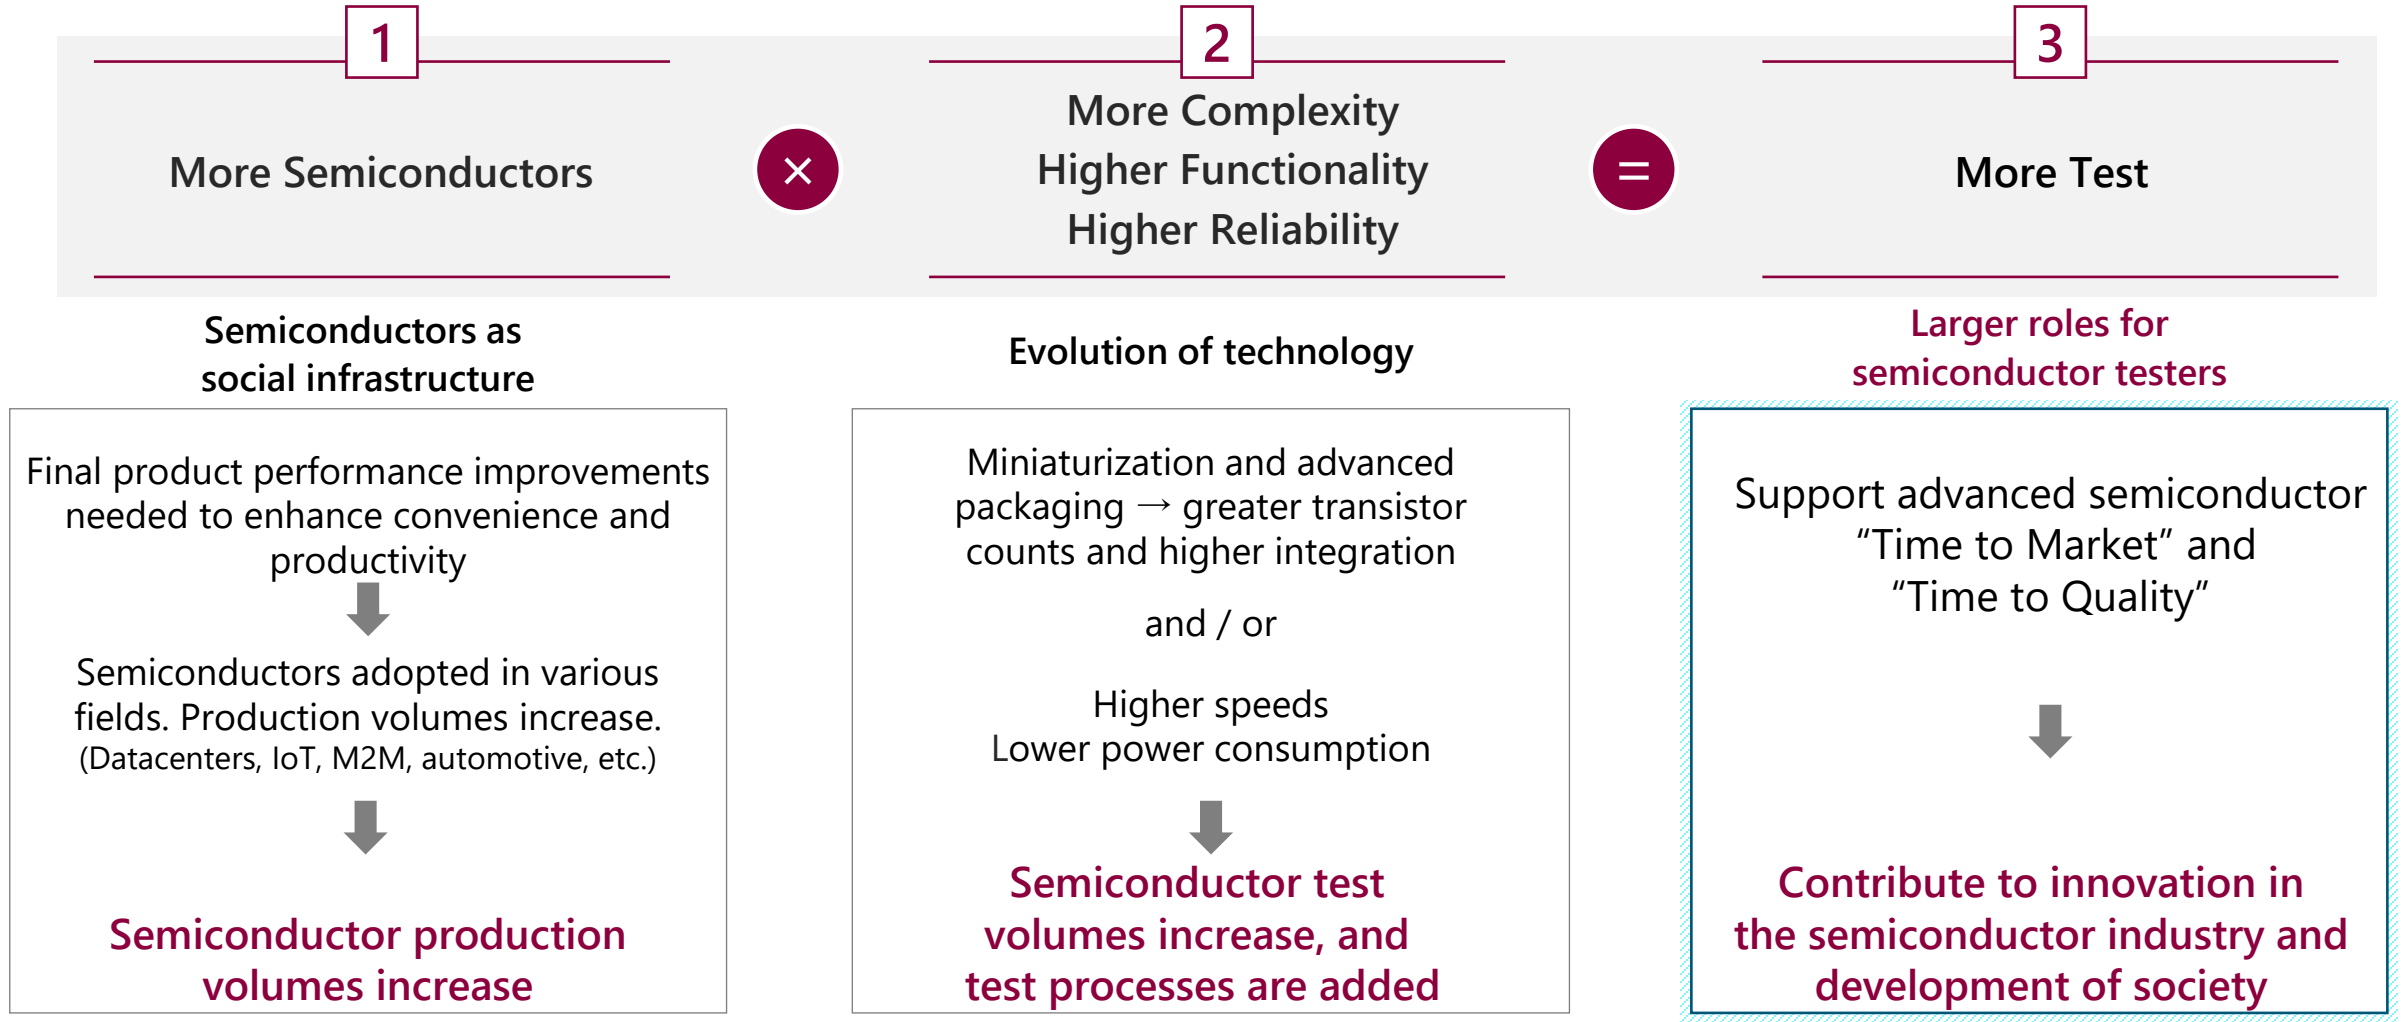 1
More Semiconductors
×
2
More Complexity
Higher Functionality
Higher Reliability
=
3
More Test
Semiconductors as
social infrastructure
Final product performance improvements
needed to enhance convenience and
productivity
Semiconductors adopted in various
fields. Production volumes increase.
(Datacenters, IoT, M2M, automotive, etc.)
Semiconductor production
volumes increase
Evolution of technology
Miniaturization and advanced
packaging → greater transistor
counts and higher integration
and / or
Higher speeds
Lower power consumption
Semiconductor test
volumes increase, and
test processes are added
Larger roles for
semiconductor testers
Support advanced semiconductor
“Time to Market” and
“Time to Quality”
Contribute to innovation in
the semiconductor industry and
development of society